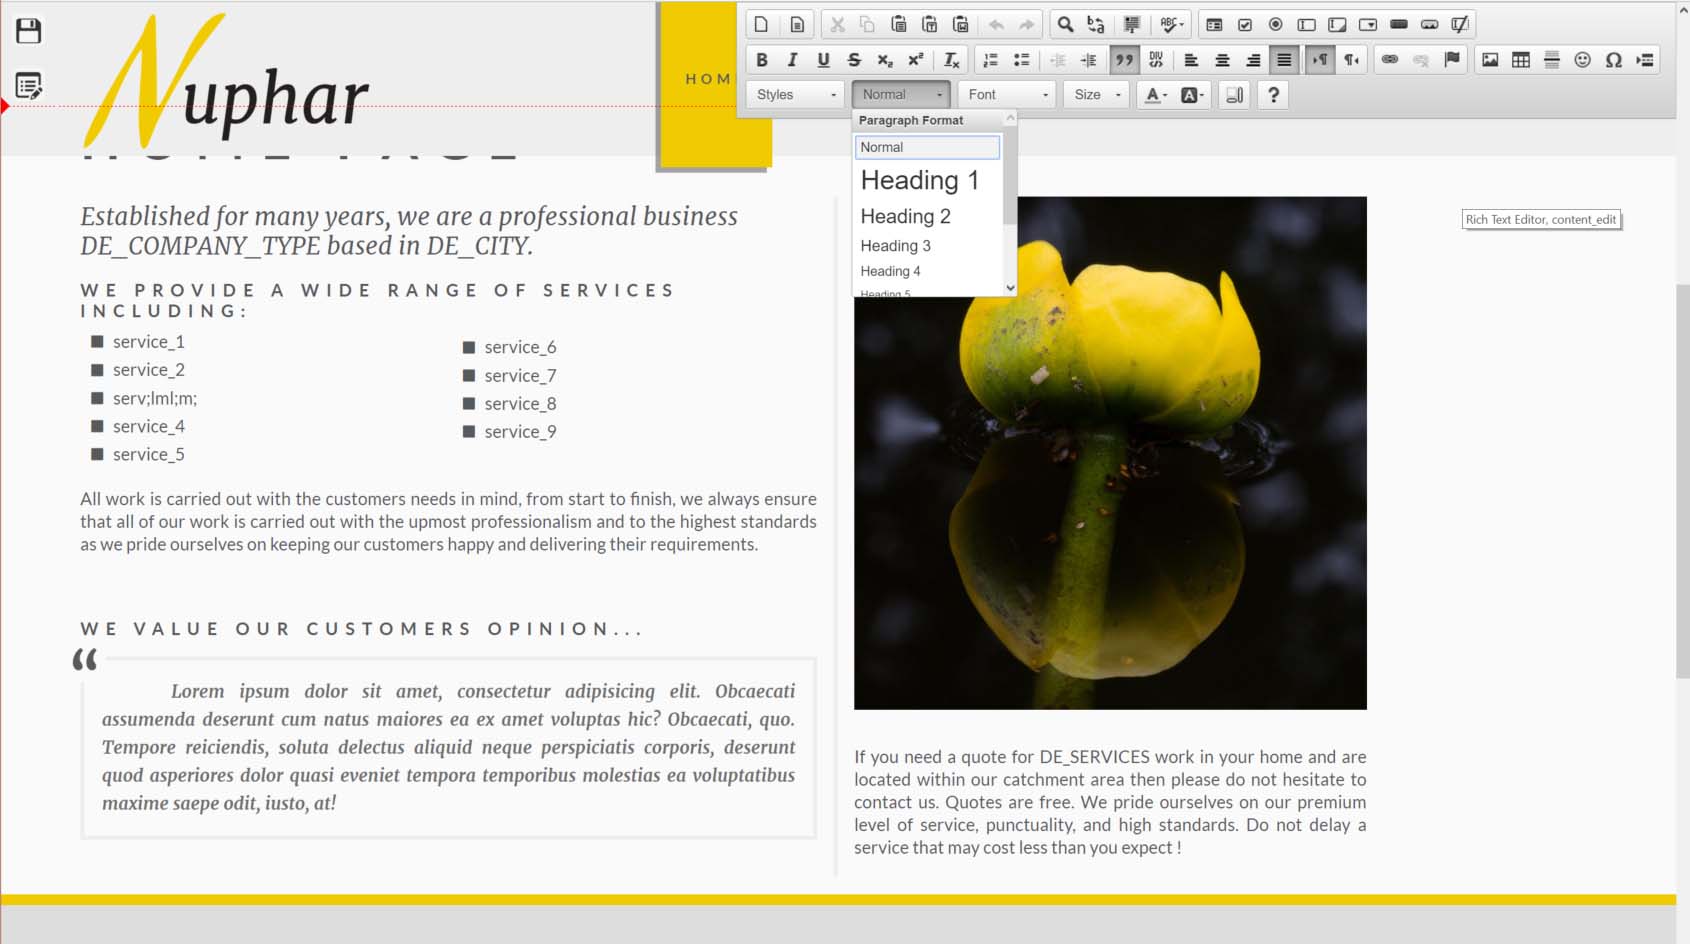 Nuphar
HOME PAGE
HOM
B I U S x₂ x² Tx
DIV
ABC
Styles
Normal
Font
Size
A A ?
Paragraph Format
Normal
Heading 1
Heading 2
Heading 3
Heading 4
Heading 5
Rich Text Editor, content_edit
Established for many years, we are a professional business
DE_COMPANY_TYPE based in DE_CITY.
WE PROVIDE A WIDE RANGE OF SERVICES
INCLUDING:
service_1
service_2
serv;lml;m;
service_4
service_5
service_6
service_7
service_8
service_9
All work is carried out with the customers needs in mind, from start to finish, we always ensure
that all of our work is carried out with the upmost professionalism and to the highest standards
as we pride ourselves on keeping our customers happy and delivering their requirements.
WE VALUE OUR CUSTOMERS OPINION...
“
Lorem ipsum dolor sit amet, consectetur adipisicing elit. Obcaecati
assumenda deserunt cum natus maiores ea ex amet voluptas hic? Obcaecati, quo.
Tempore reiciendis, soluta delectus aliquid neque perspiciatis corporis, deserunt
quod asperiores dolor quasi eveniet tempora temporibus molestias ea voluptatibus
maxime saepe odit, iusto, at!
If you need a quote for DE_SERVICES work in your home and are
located within our catchment area then please do not hesitate to
contact us. Quotes are free. We pride ourselves on our premium
level of service, punctuality, and high standards. Do not delay a
service that may cost less than you expect !